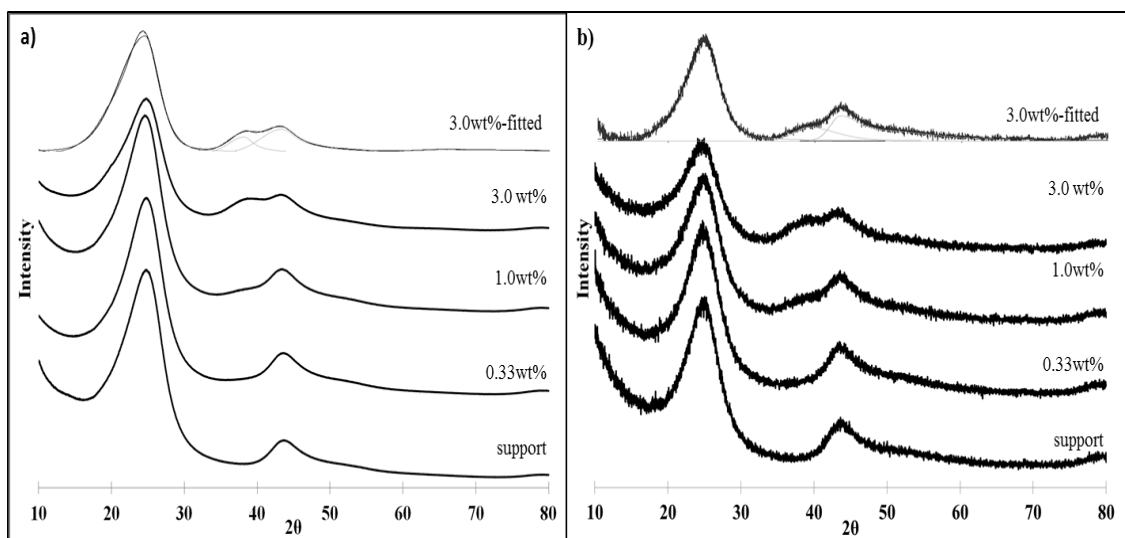 a)
3.0wt%-fitted
3.0 wt%
1.0wt%
0.33wt%
support
Intensity
10 20 30 40 50 60 70 80
2θ
b)
3.0wt%-fitted
3.0 wt%
1.0wt%
0.33wt%
support
Intensity
10 20 30 40 50 60 70 80
2θ